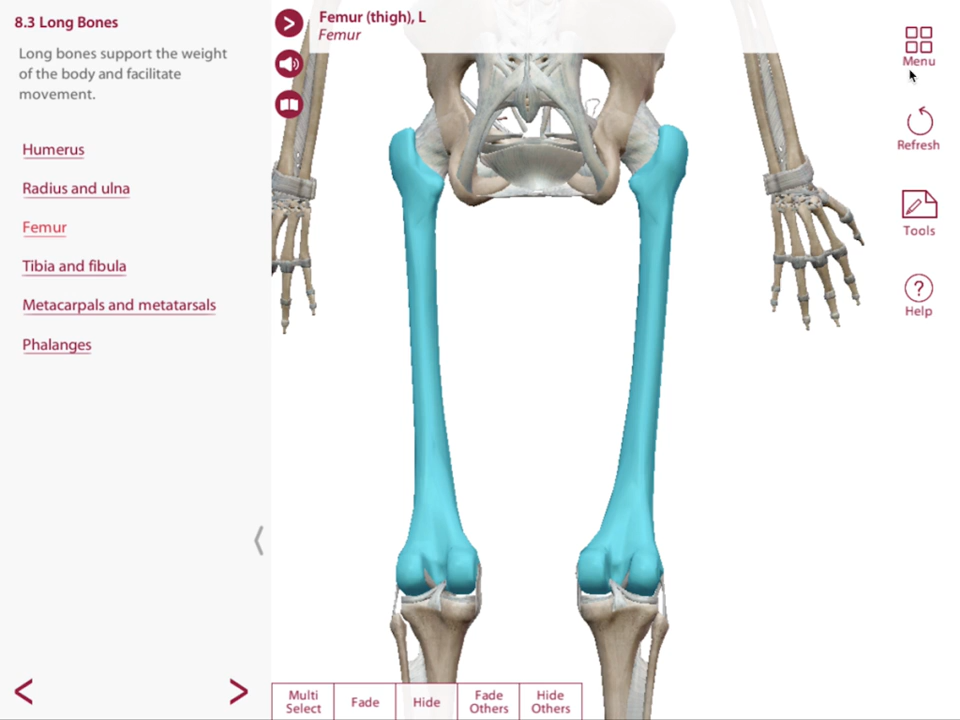 8.3 Long Bones
Long bones support the weight
of the body and facilitate
movement.
Humerus
Radius and ulna
Femur
Tibia and fibula
Metacarpals and metatarsals
Phalanges
Femur (thigh), L
Femur
Menu
Refresh
Tools
Help
Multi
Select
Fade
Hide
Fade
Others
Hide
Others